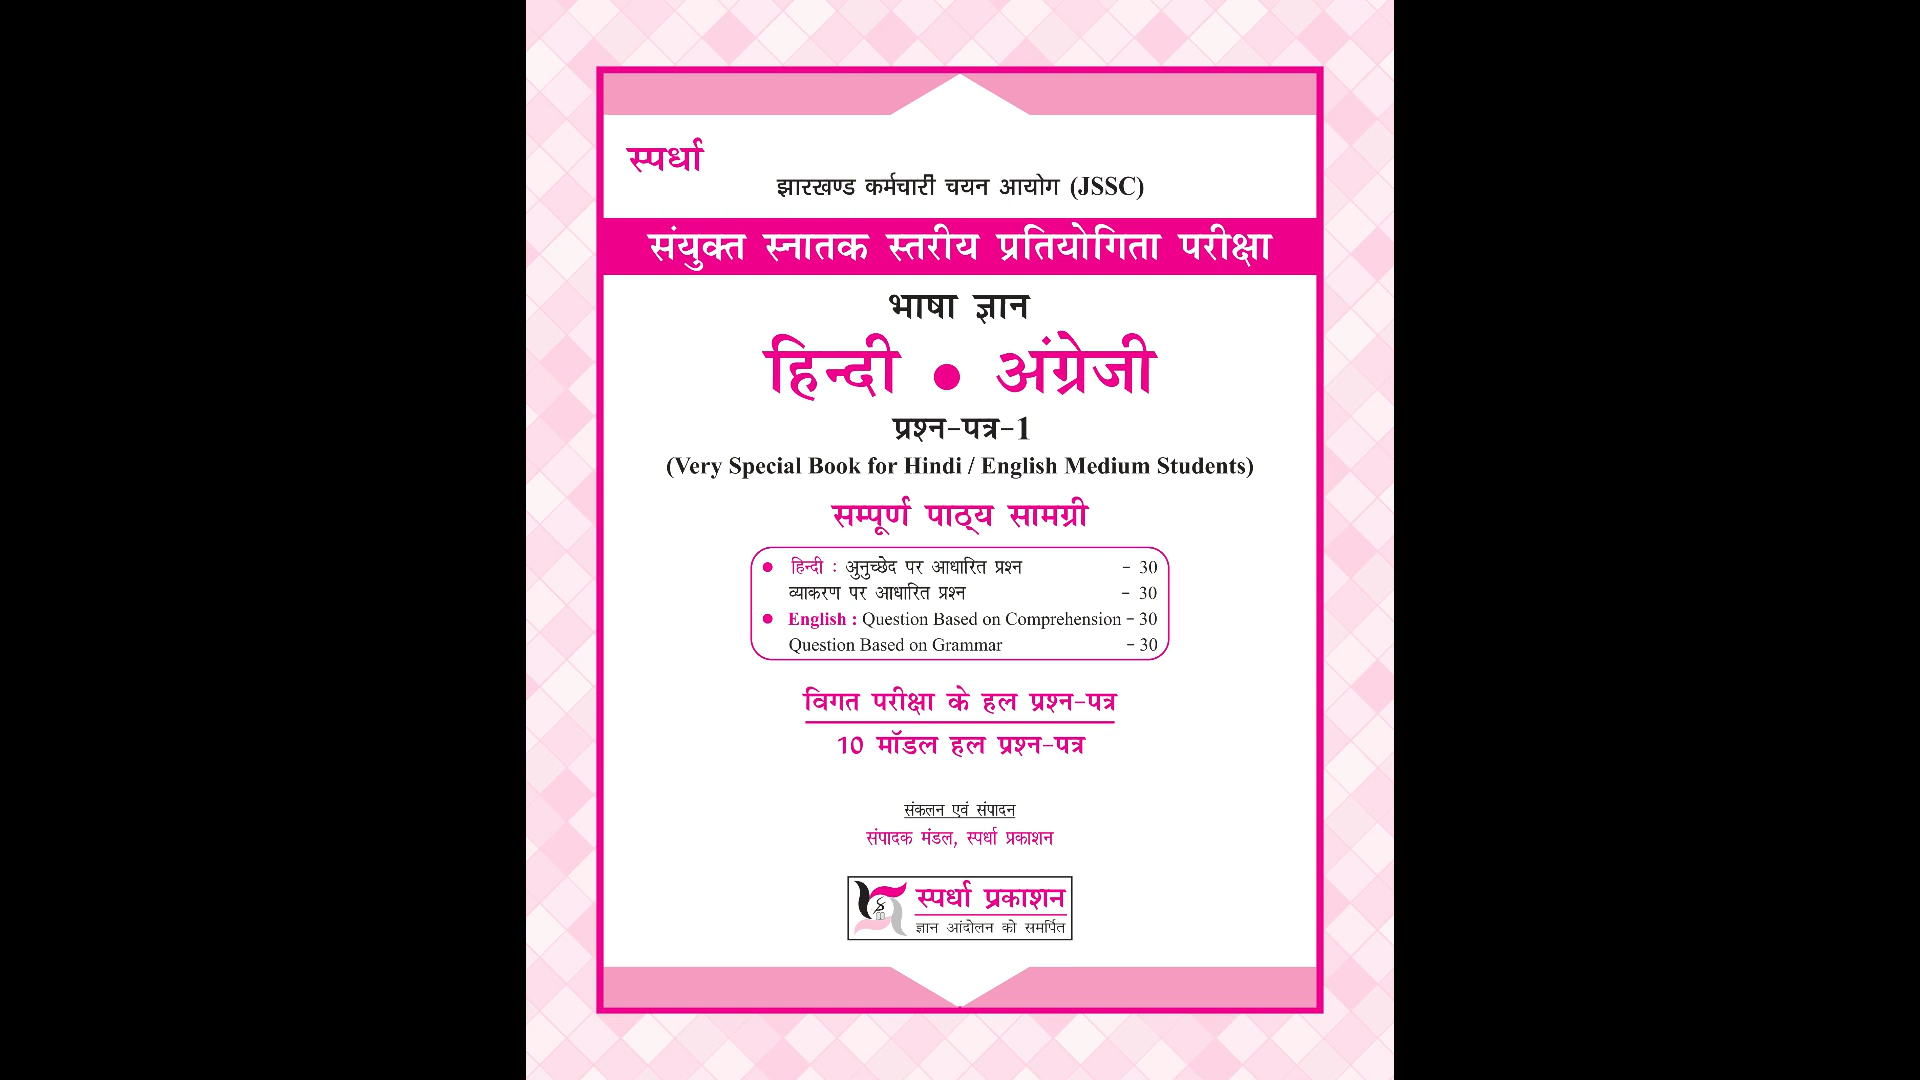 स्पर्धा
झारखण्ड कर्मचारी चयन आयोग (JSSC)
संयुक्त स्नातक स्तरीय प्रतियोगिता परीक्षा
भाषा ज्ञान
हिन्दी ● अंग्रेजी
प्रश्न-पत्र-1
(Very Special Book for Hindi / English Medium Students)
सम्पूर्ण पाठ्य सामग्री
● हिन्दी : अुनुच्छेद पर आधारित प्रश्न - 30
व्याकरण पर आधारित प्रश्न - 30
● English : Question Based on Comprehension - 30
Question Based on Grammar - 30
विगत परीक्षा के हल प्रश्न-पत्र
10 मॉडल हल प्रश्न-पत्र
संकलन एवं संपादन
संपादक मंडल, स्पर्धा प्रकाशन
स्पर्धा प्रकाशन
ज्ञान आंदोलन को समर्पित